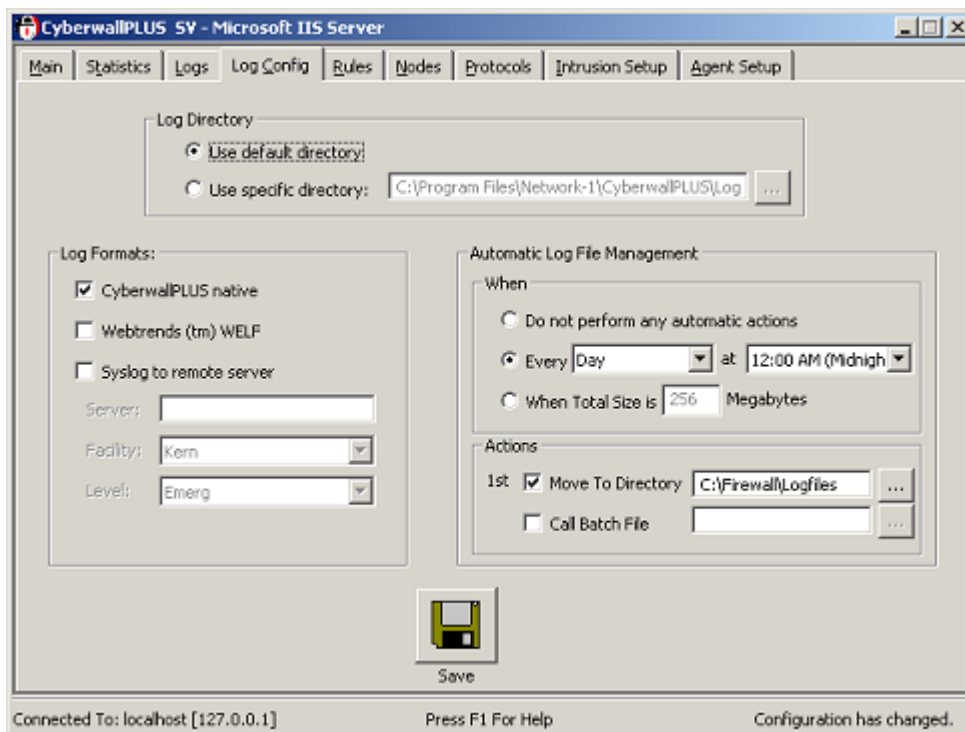 CyberwallPLUS SV - Microsoft IIS Server
Main Statistics Logs Log Config Rules Nodes Protocols Intrusion Setup Agent Setup
Log Directory
Use default directory
Use specific directory: C:\Program Files\Network-1\CyberwallPLUS\Log ...
Log Formats:
CyberwallPLUS native
Webtrends (tm) WELF
Syslog to remote server
Server:
Facility: Kern
Level: Emerg
Automatic Log File Management
When
Do not perform any automatic actions
Every Day at 12:00 AM (Midnigh
When Total Size is 256 Megabytes
Actions
1st Move To Directory C:\Firewall\Logfiles ...
Call Batch File ...
Save
Connected To: localhost [127.0.0.1] Press F1 For Help Configuration has changed.